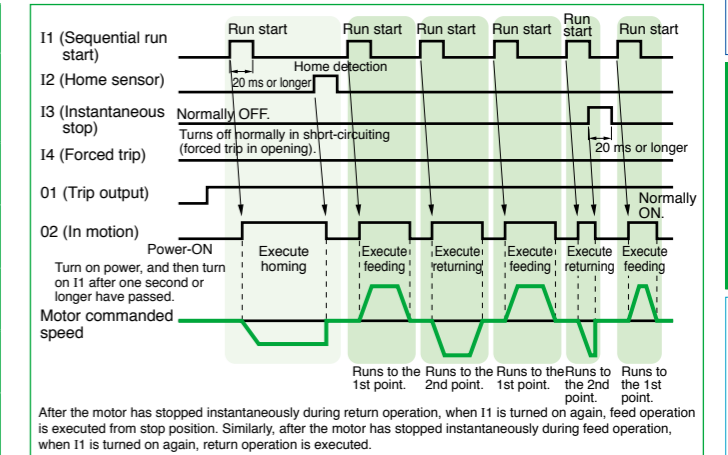 Run start Run start Run start Run start Run start Run start
I1 (Sequential run start)
20 ms or longer
Home detection
I2 (Home sensor)
I3 (Instantaneous stop)
Normally OFF.
Turns off normally in short-circuiting
(forced trip in opening).
20 ms or longer
I4 (Forced trip)
01 (Trip output)
Normally ON.
02 (In motion)
Power-ON
Turn on power, and then turn
on I1 after one second or
longer have passed.
Execute homing
Execute feeding
Execute returning
Execute feeding
Execute returning
Execute feeding
Motor commanded speed
Runs to the 1st point.
Runs to the 2nd point.
Runs to the 1st point.
Runs to the 2nd point.
Runs to the 1st point.
After the motor has stopped instantaneously during return operation, when I1 is turned on again, feed operation
is executed from stop position. Similarly, after the motor has stopped instantaneously during feed operation,
when I1 is turned on again, return operation is executed.